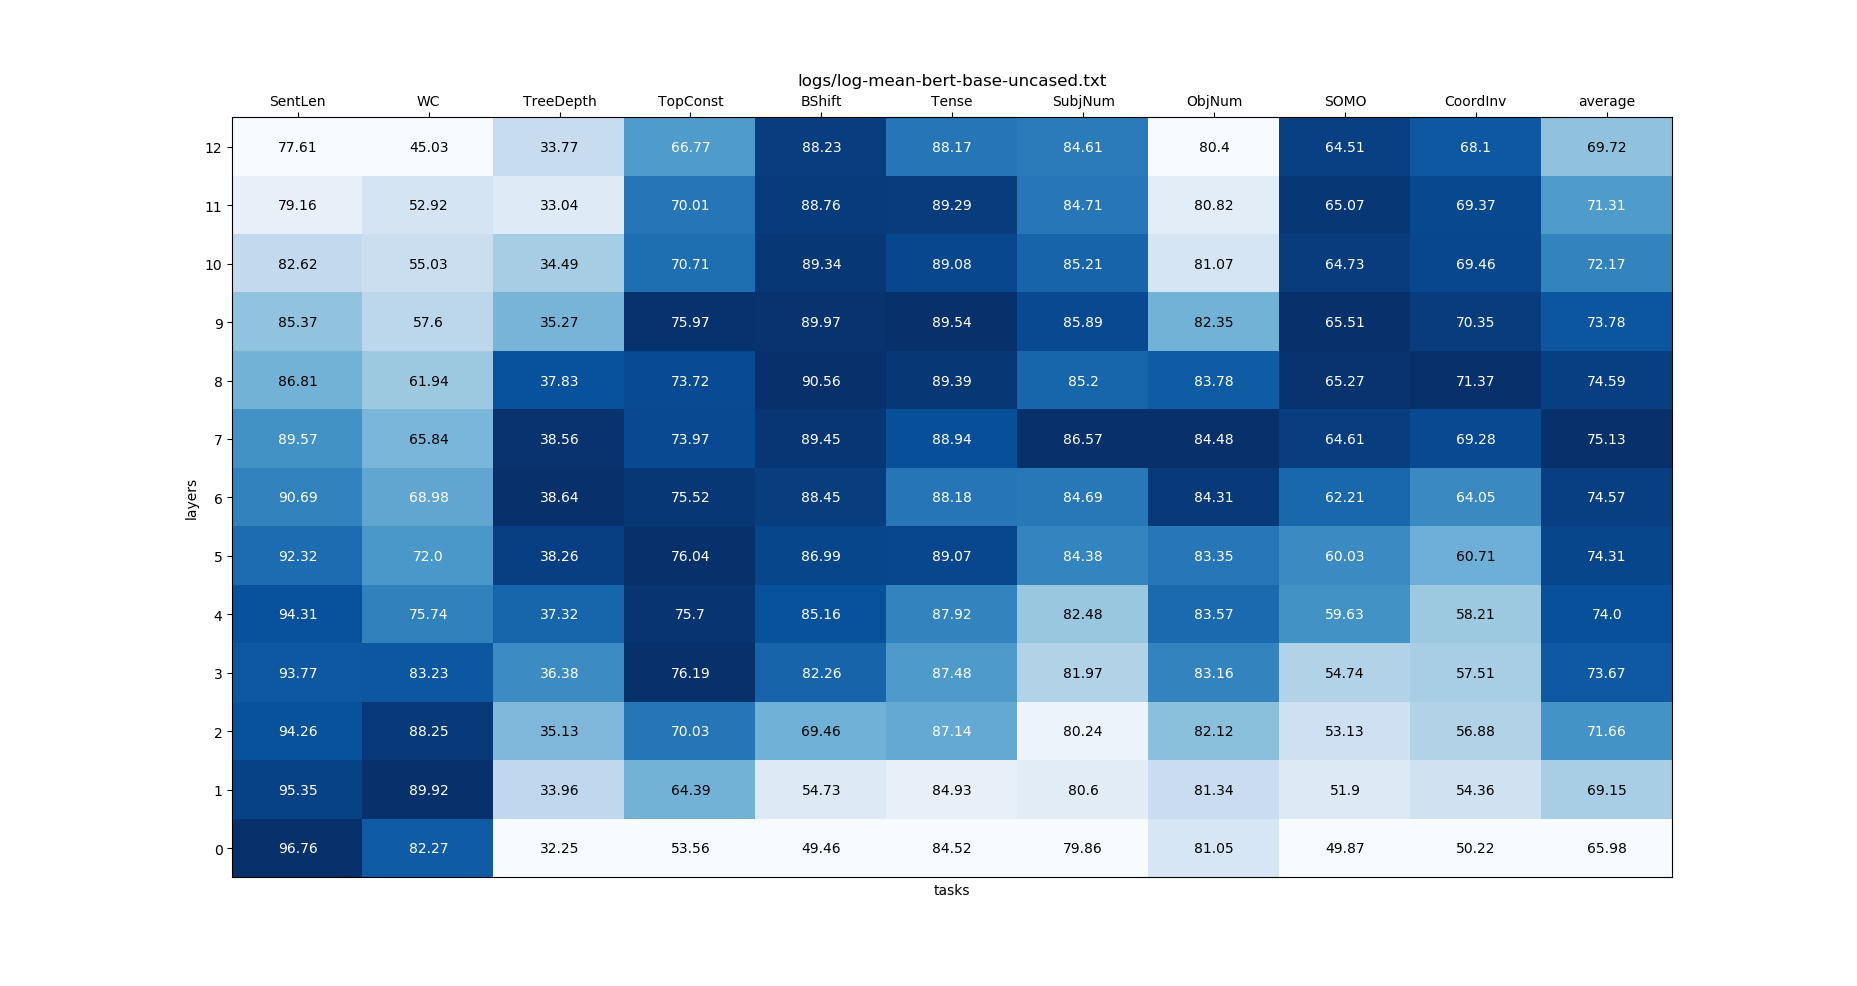 logs/log-mean-bert-base-uncased.txt
SentLen WC TreeDepth TopConst BShift Tense SubjNum ObjNum SOMO CoordInv average
12 77.61 45.03 33.77 66.77 88.23 88.17 84.61 80.4 64.51 68.1 69.72
11 79.16 52.92 33.04 70.01 88.76 89.29 84.71 80.82 65.07 69.37 71.31
10 82.62 55.03 34.49 70.71 89.34 89.08 85.21 81.07 64.73 69.46 72.17
9 85.37 57.6 35.27 75.97 89.97 89.54 85.89 82.35 65.51 70.35 73.78
8 86.81 61.94 37.83 73.72 90.56 89.39 85.2 83.78 65.27 71.37 74.59
7 89.57 65.84 38.56 73.97 89.45 88.94 86.57 84.48 64.61 69.28 75.13
layers
6 90.69 68.98 38.64 75.52 88.45 88.18 84.69 84.31 62.21 64.05 74.57
5 92.32 72.0 38.26 76.04 86.99 89.07 84.38 83.35 60.03 60.71 74.31
4 94.31 75.74 37.32 75.7 85.16 87.92 82.48 83.57 59.63 58.21 74.0
3 93.77 83.23 36.38 76.19 82.26 87.48 81.97 83.16 54.74 57.51 73.67
2 94.26 88.25 35.13 70.03 69.46 87.14 80.24 82.12 53.13 56.88 71.66
1 95.35 89.92 33.96 64.39 54.73 84.93 80.6 81.34 51.9 54.36 69.15
0 96.76 82.27 32.25 53.56 49.46 84.52 79.86 81.05 49.87 50.22 65.98
tasks